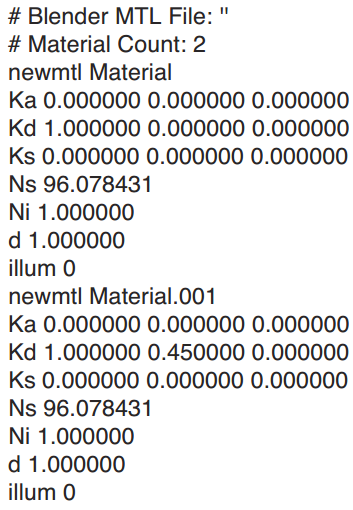 # Blender MTL File: ''
# Material Count: 2
newmtl Material
Ka 0.000000 0.000000 0.000000
Kd 1.000000 0.000000 0.000000
Ks 0.000000 0.000000 0.000000
Ns 96.078431
Ni 1.000000
d 1.000000
illum 0
newmtl Material.001
Ka 0.000000 0.000000 0.000000
Kd 1.000000 0.450000 0.000000
Ks 0.000000 0.000000 0.000000
Ns 96.078431
Ni 1.000000
d 1.000000
illum 0